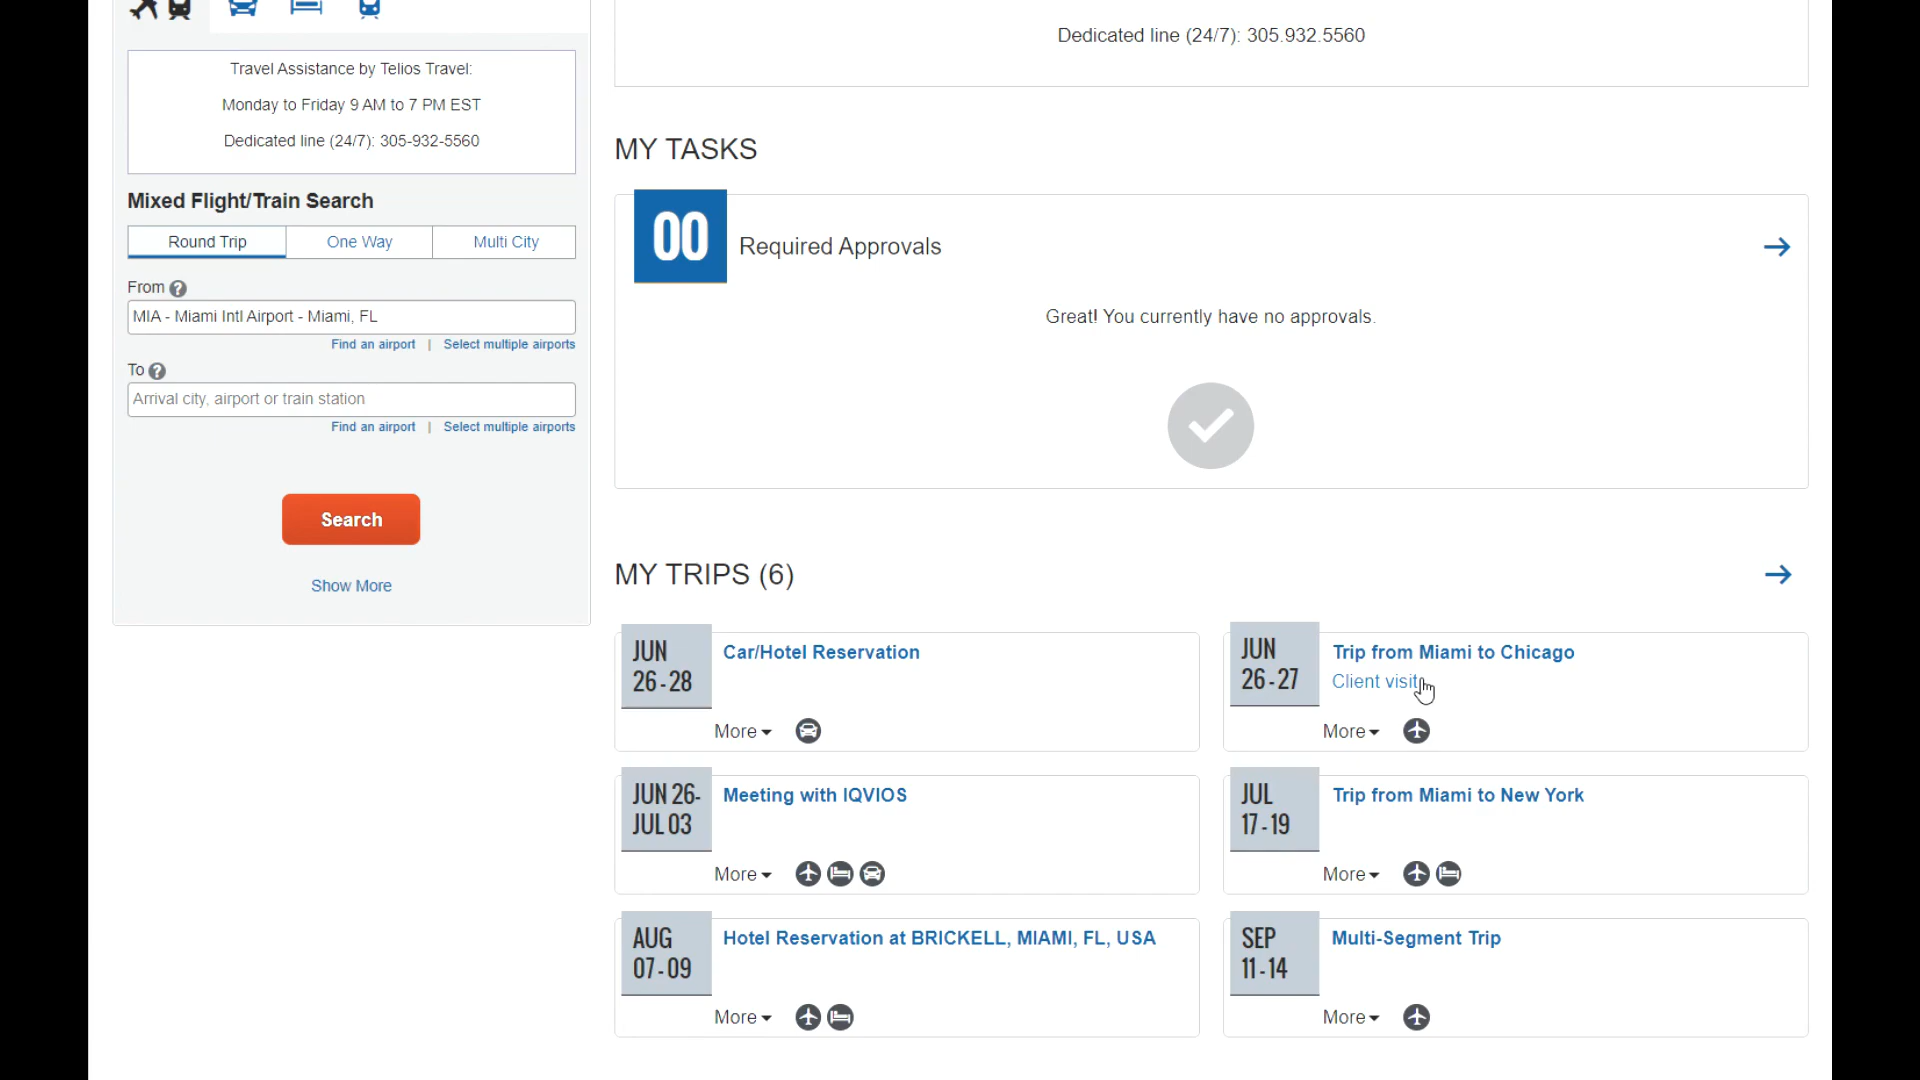 Travel Assistance by Telios Travel:
Monday to Friday 9 AM to 7 PM EST
Dedicated line (24/7): 305-932-5560
Mixed Flight/Train Search
Round Trip
One Way
Multi City
From ?
MIA - Miami Intl Airport - Miami, FL
Find an airport | Select multiple airports
To ?
Arrival city, airport or train station
Find an airport | Select multiple airports
Search
Show More
Dedicated line (24/7): 305.932.5560
MY TASKS
00
Required Approvals
Great! You currently have no approvals.
MY TRIPS (6)
JUN
26 - 28
Car/Hotel Reservation
More
JUN
26 - 27
Trip from Miami to Chicago
Client visit
More
JUN 26-
JUL 03
Meeting with IQVIOS
More
JUL
17 - 19
Trip from Miami to New York
More
AUG
07 - 09
Hotel Reservation at BRICKELL, MIAMI, FL, USA
More
SEP
11 - 14
Multi-Segment Trip
More